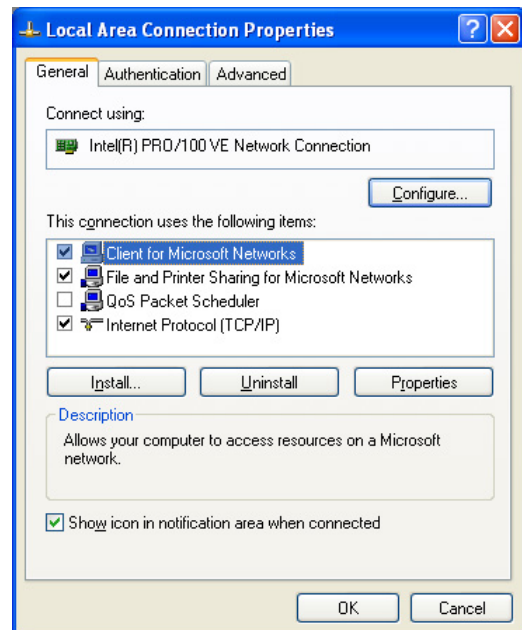 Local Area Connection Properties
General Authentication Advanced
Connect using:
Intel(R) PRO/100 VE Network Connection
Configure...
This connection uses the following items:
Client for Microsoft Networks
File and Printer Sharing for Microsoft Networks
QoS Packet Scheduler
Internet Protocol (TCP/IP)
Install... Uninstall Properties
Description
Allows your computer to access resources on a Microsoft
network.
Show icon in notification area when connected
OK Cancel